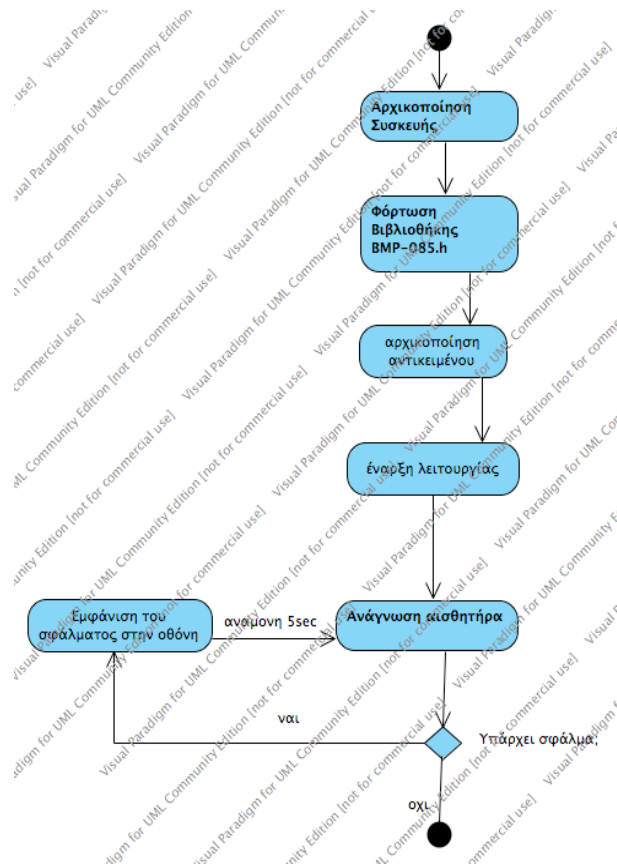 Αρχικοποίηση
Συσκευής
Φόρτωση
Βιβλιοθήκης
BMP-085.h
αρχικοποίηση
αντικειμένου
έναρξη λειτουργίας
Εμφάνιση του
σφάλματος στην οθόνη
αναμονη 5sec
Ανάγνωση αισθητήρα
ναι
Υπάρχει σφάλμα;
οχι
Visual Paradigm for UML Community Edition [not for commercial use]